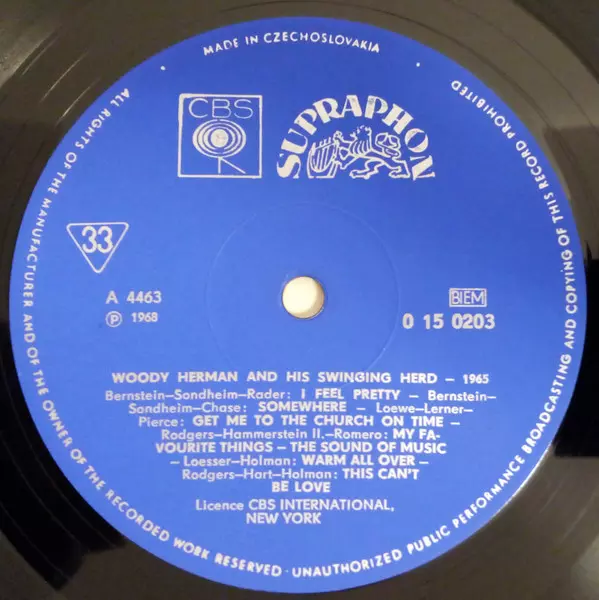 · MADE IN CZECHOSLOVAKIA ·
ALL RIGHTS OF THE MANUFACTURER AND OF THE OWNER OF THE RECORDED WORK RESERVED · UNAUTHORIZED PUBLIC PERFORMANCE BROADCASTING AND COPYING OF THIS RECORD PROHIBITED
CBS
SUPRAPHON
33
A 4463
℗ 1968
BIEM
0 15 0203
WOODY HERMAN AND HIS SWINGING HERD – 1965
Bernstein–Sondheim–Rader: I FEEL PRETTY – Bernstein–
Sondheim–Chase: SOMEWHERE – Loewe–Lerner–
Pierce: GET ME TO THE CHURCH ON TIME –
Rodgers–Hammerstein II.–Romero: MY FA-
VOURITE THINGS – THE SOUND OF MUSIC
– Loesser–Holman: WARM ALL OVER –
Rodgers–Hart–Holman: THIS CAN'T
BE LOVE
Licence CBS INTERNATIONAL,
NEW YORK